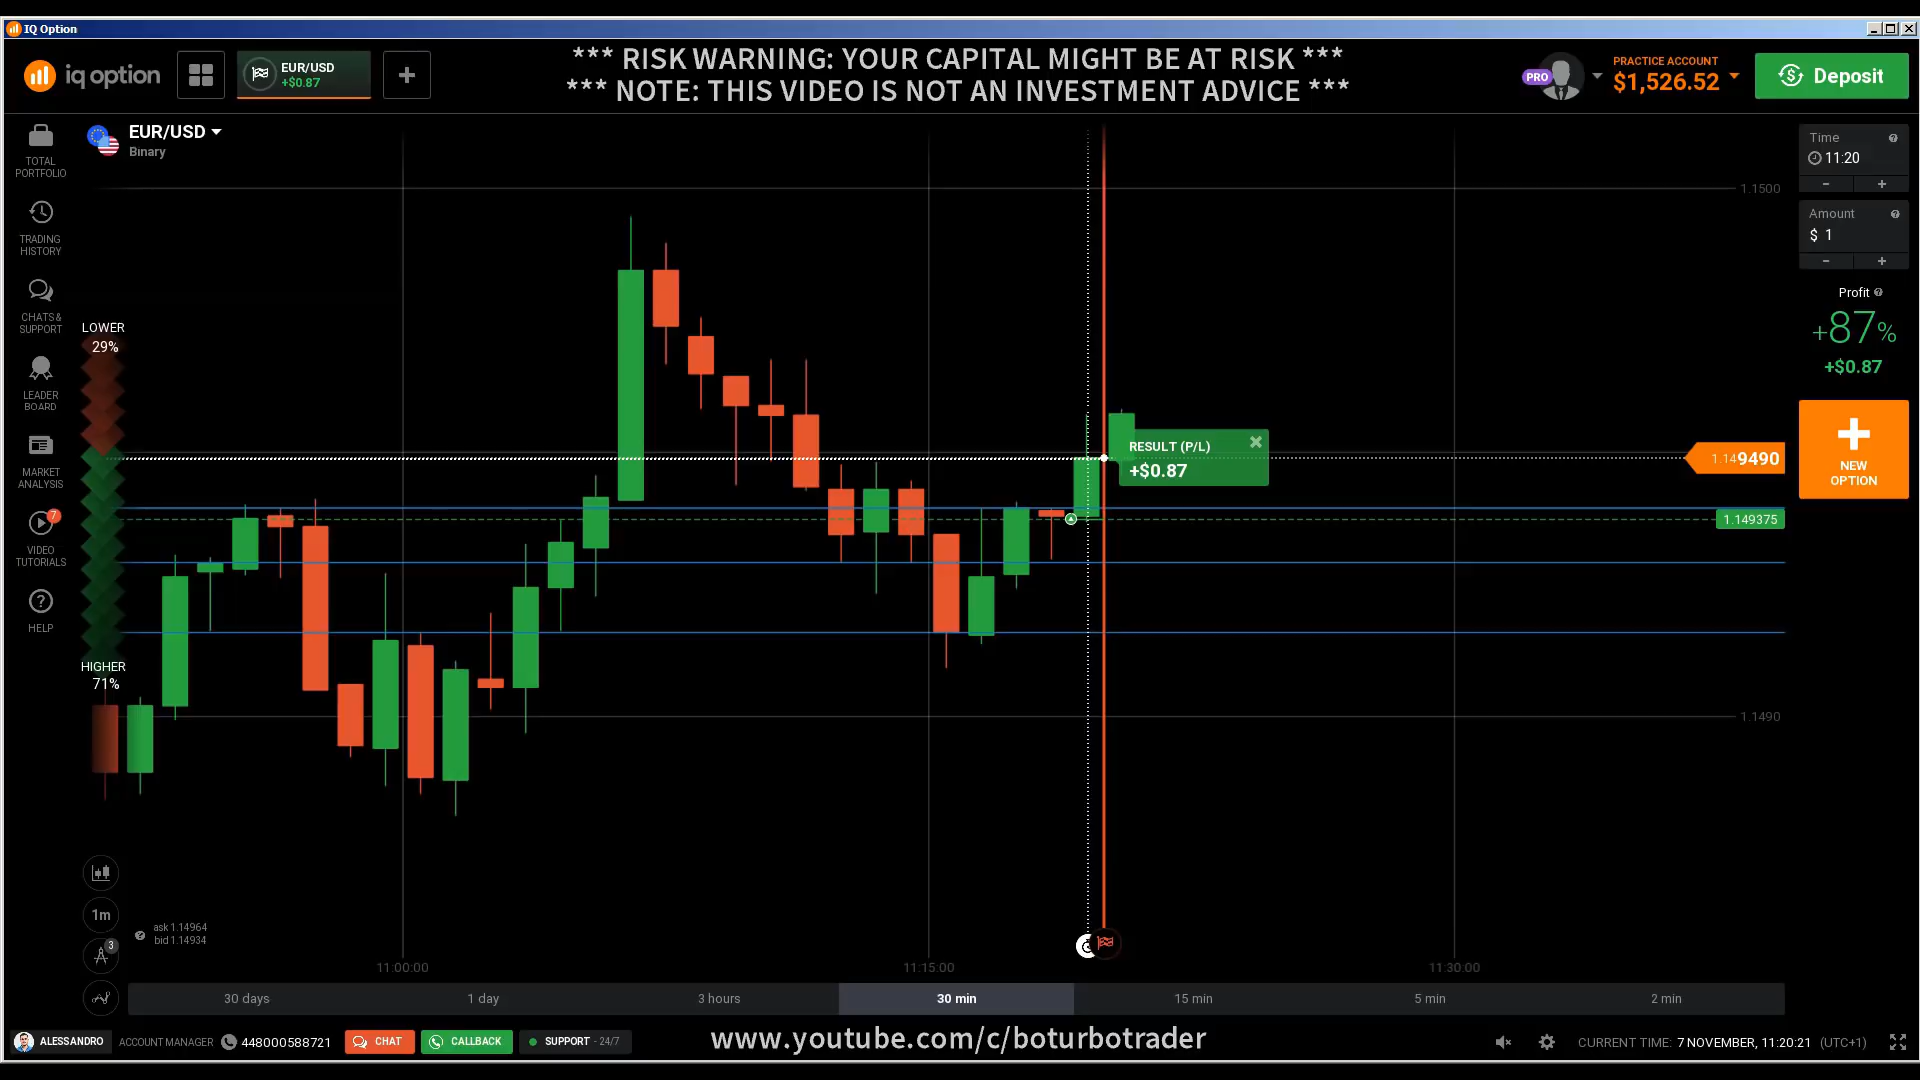 IQ Option
iq option
EUR/USD
+$0.87
+
*** RISK WARNING: YOUR CAPITAL MIGHT BE AT RISK ***
*** NOTE: THIS VIDEO IS NOT AN INVESTMENT ADVICE ***
PRO
PRACTICE ACCOUNT
$1,526.52
Deposit
TOTAL
PORTFOLIO
TRADING
HISTORY
CHATS &
SUPPORT
LEADER
BOARD
MARKET
ANALYSIS
7
VIDEO
TUTORIALS
HELP
EUR/USD
Binary
LOWER
29%
HIGHER
71%
1.1500
RESULT (P/L)
+$0.87
1.149490
1.149375
1.1490
Time
11:20
- +
Amount
$ 1
- +
Profit
+87%
+$0.87
NEW
OPTION
1m
3
ask 1.14964
bid 1.14934
11:00:00
11:15:00
11:30:00
30 days
1 day
3 hours
30 min
15 min
5 min
2 min
ALESSANDRO
ACCOUNT MANAGER
448000588721
CHAT
CALLBACK
SUPPORT - 24/7
www.youtube.com/c/boturbotrader
CURRENT TIME: 7 NOVEMBER, 11:20:21 (UTC+1)